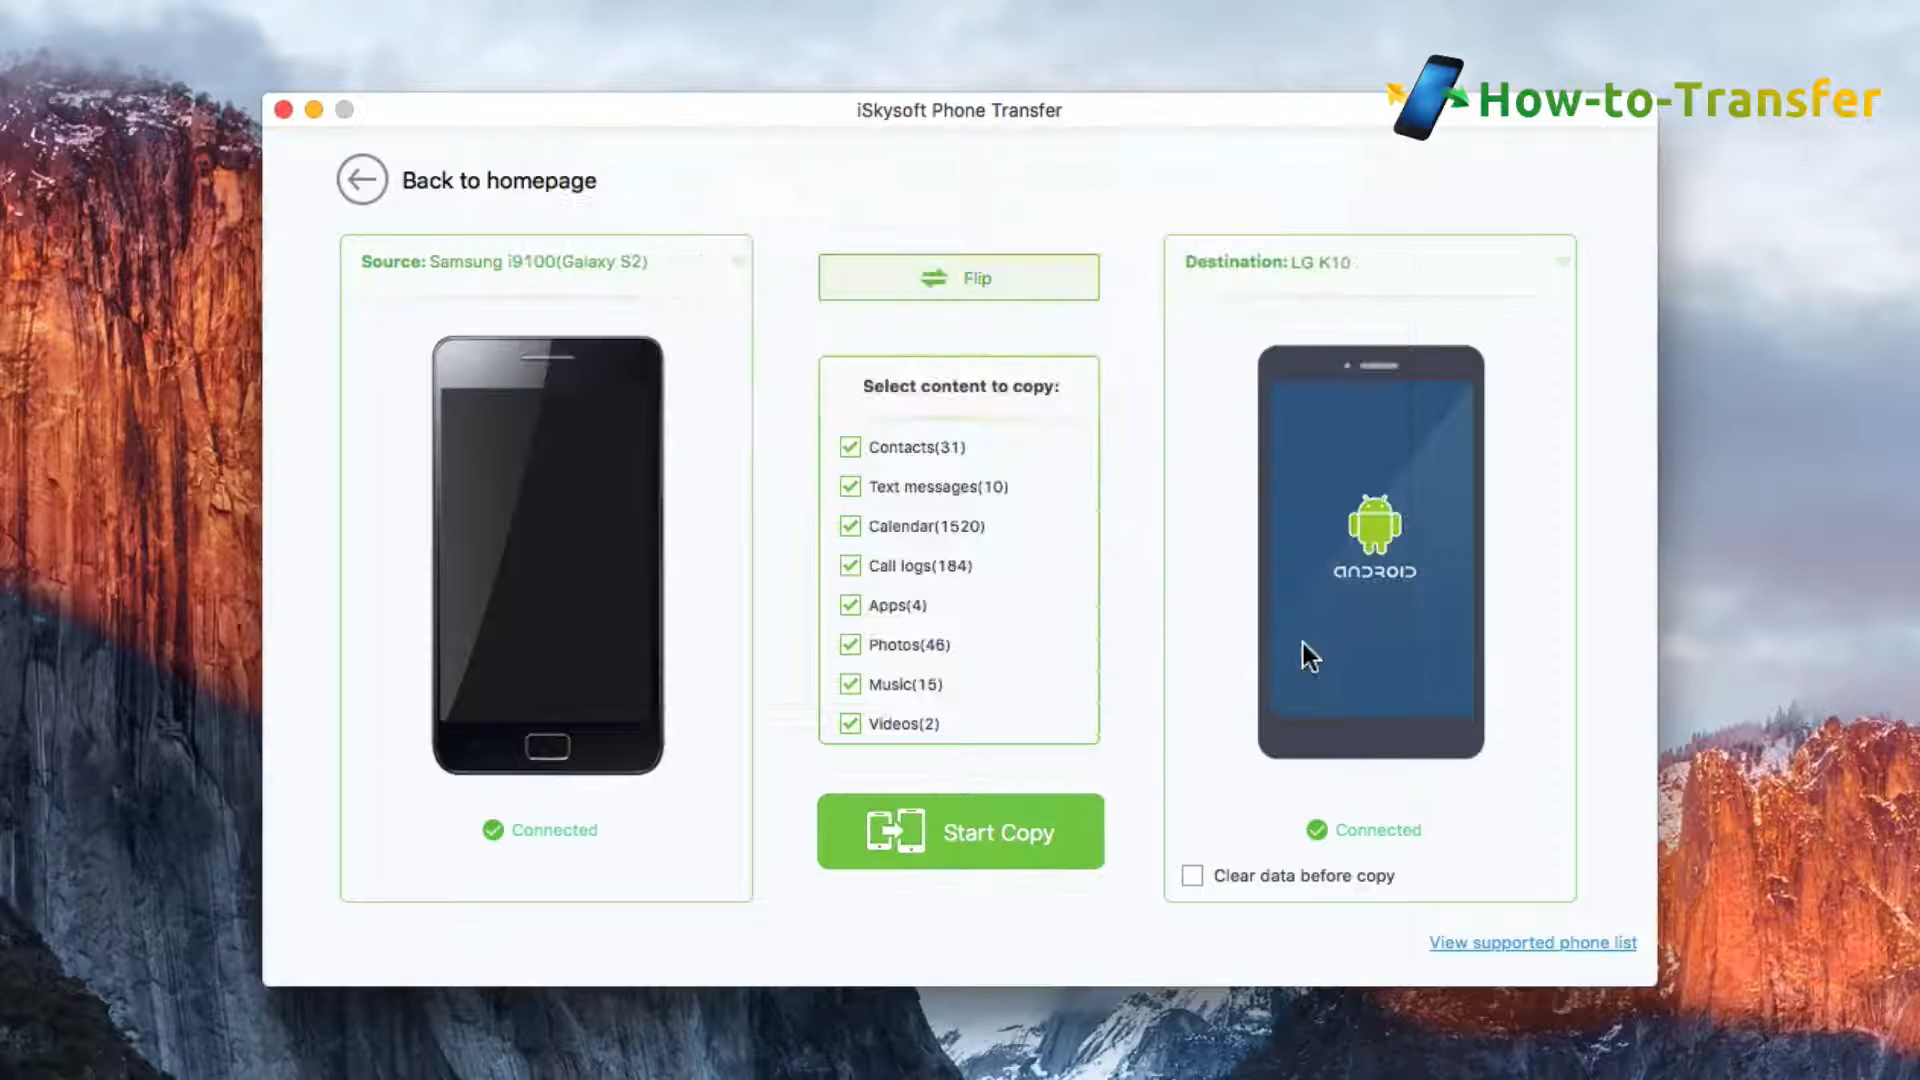 How-to-Transfer
iSkysoft Phone Transfer
Back to homepage
Source: Samsung i9100(Galaxy S2)
Flip
Destination: LG K10
Select content to copy:
Contacts(31)
Text messages(10)
Calendar(1520)
Call logs(184)
Apps(4)
Photos(46)
Music(15)
Videos(2)
ANDROID
Connected
Start Copy
Connected
Clear data before copy
View supported phone list